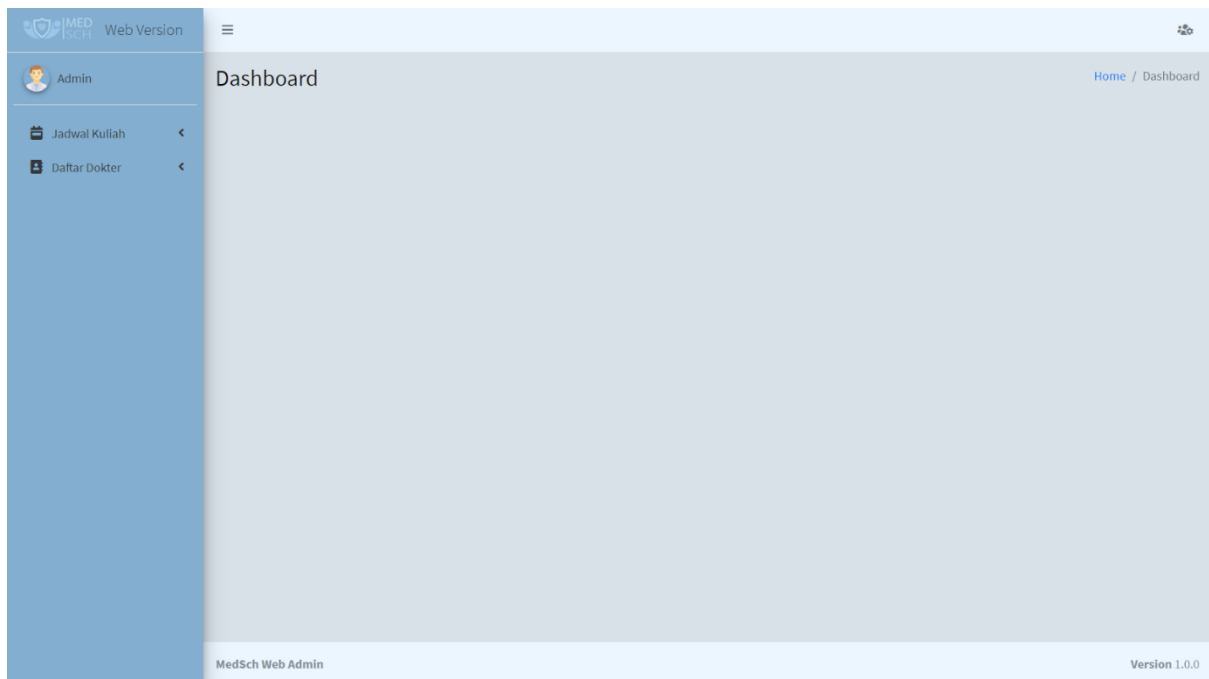 MED
SCH
Web Version
Admin
Jadwal Kuliah
Daftar Dokter
Dashboard
Home / Dashboard
MedSch Web Admin
Version 1.0.0